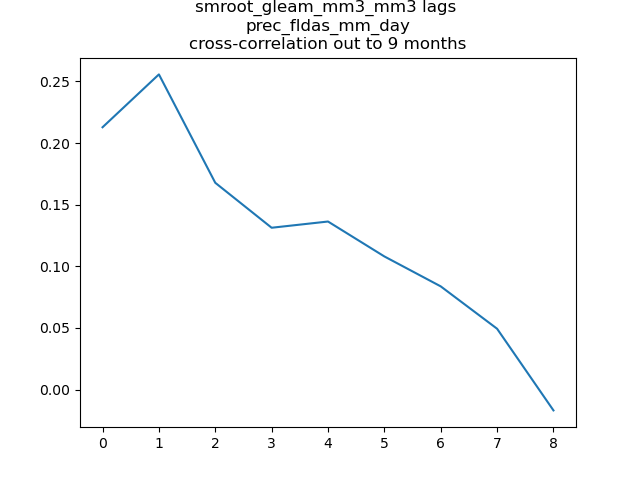 smroot_gleam_mm3_mm3 lags
prec_fldas_mm_day
cross-correlation out to 9 months
0.25
0.20
0.15
0.10
0.05
0.00
0 1 2 3 4 5 6 7 8